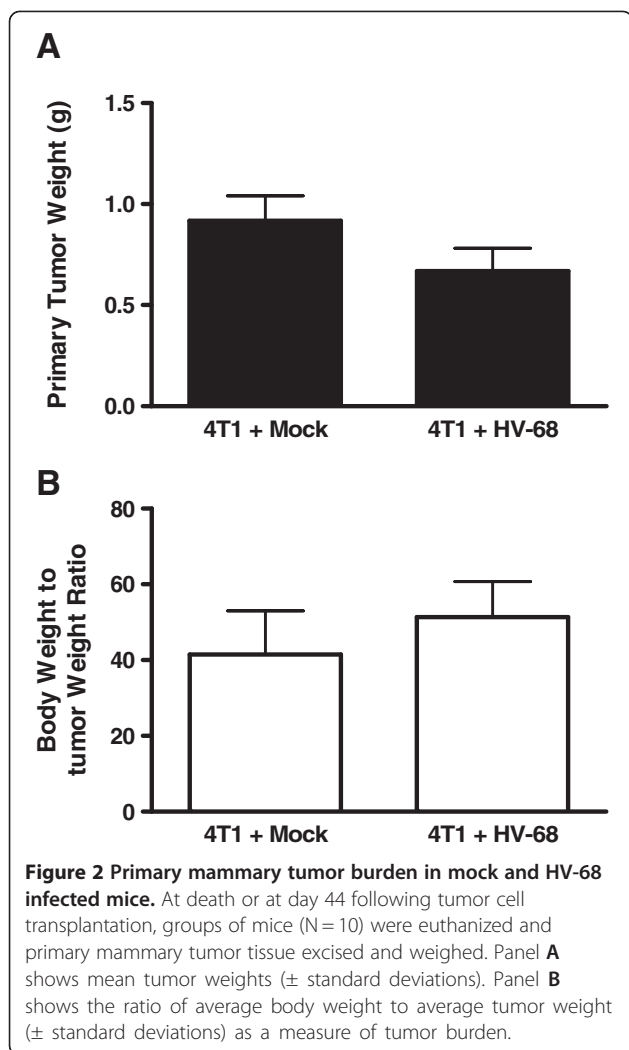 A
Primary Tumor Weight (g)
1.5
1.0
0.5
0.0
4T1 + Mock
4T1 + HV-68
B
Body Weight to
tumor Weight Ratio
80
60
40
20
0
4T1 + Mock
4T1 + HV-68
Figure 2 Primary mammary tumor burden in mock and HV-68
infected mice. At death or at day 44 following tumor cell
transplantation, groups of mice (N = 10) were euthanized and
primary mammary tumor tissue excised and weighed. Panel A
shows mean tumor weights (± standard deviations). Panel B
shows the ratio of average body weight to average tumor weight
(± standard deviations) as a measure of tumor burden.